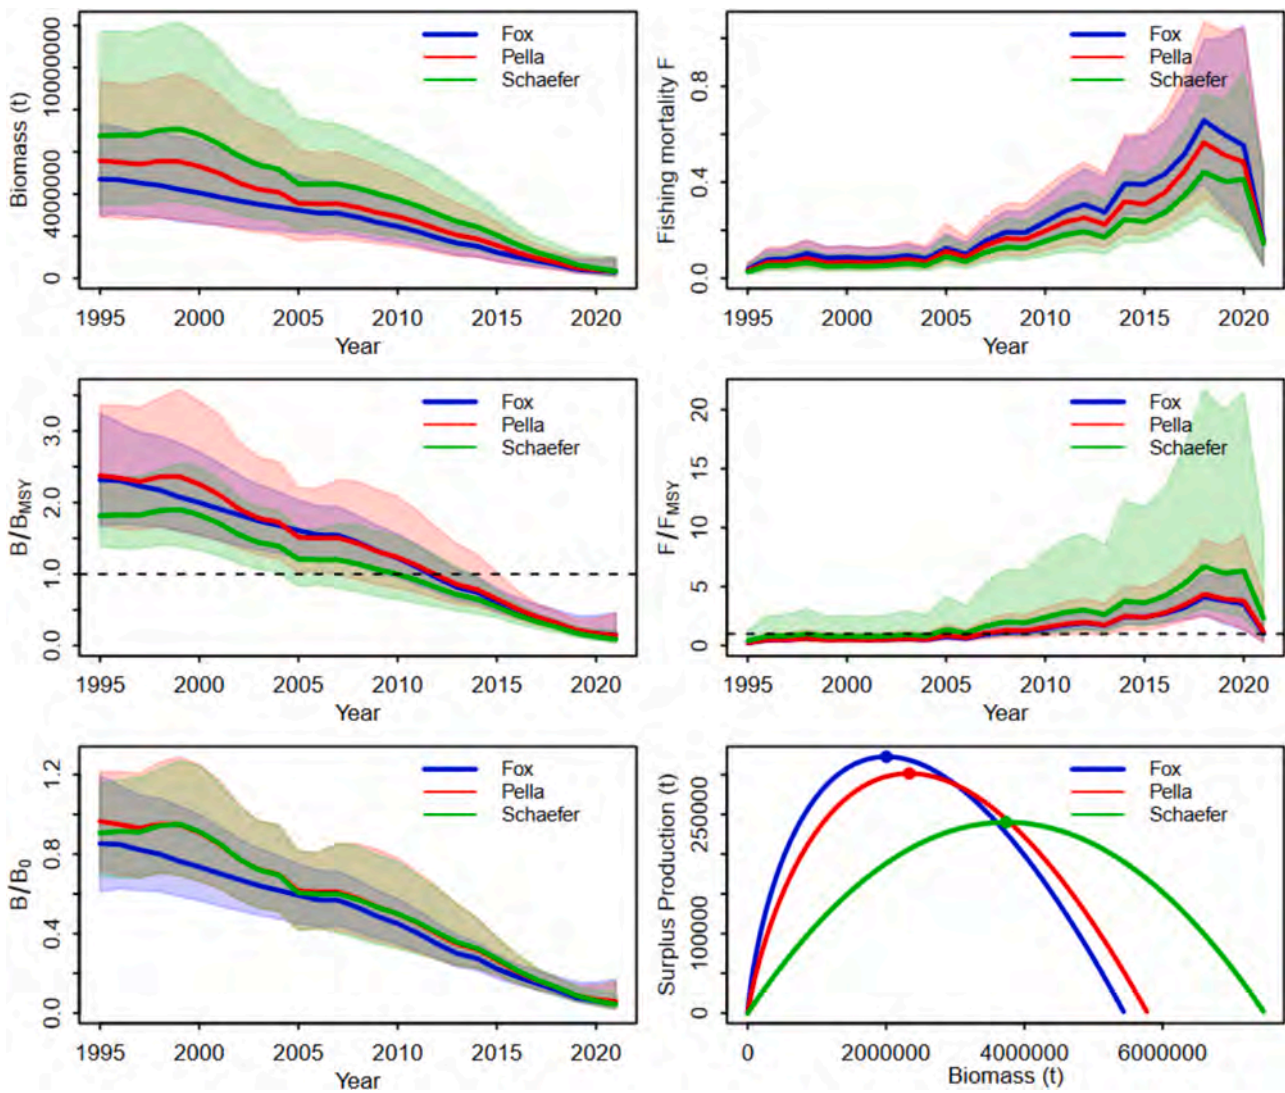 Biomass (t)
0
4000000
10000000
Fox
Pella
Schaefer
1995
2000
2005
2010
2015
2020
Year
Fishing mortality F
0.0
0.4
0.8
Fox
Pella
Schaefer
1995
2000
2005
2010
2015
2020
Year
B/BMSY
0.0
1.0
2.0
3.0
Fox
Pella
Schaefer
1995
2000
2005
2010
2015
2020
Year
F/FMSY
0
5
10
15
20
Fox
Pella
Schaefer
1995
2000
2005
2010
2015
2020
Year
B/B0
0.0
0.4
0.8
1.2
Fox
Pella
Schaefer
1995
2000
2005
2010
2015
2020
Year
Surplus Production (t)
0
100000
250000
Fox
Pella
Schaefer
0
2000000
4000000
6000000
Biomass (t)